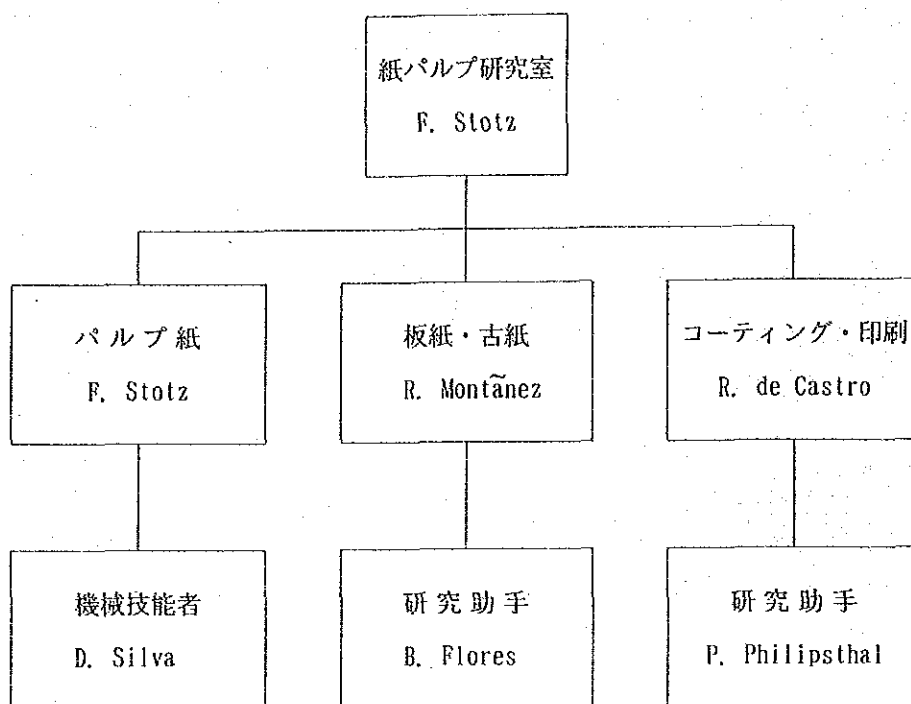 紙パルプ研究室
F. Stotz
パルプ紙
F. Stotz
板紙・古紙
R. Montãnez
コーティング・印刷
R. de Castro
機械技能者
D. Silva
研究助手
B. Flores
研究助手
P. Philipsthal